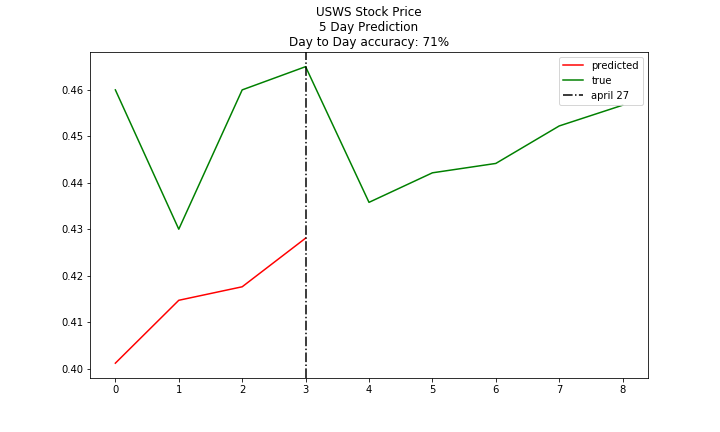 USWS Stock Price
5 Day Prediction
Day to Day accuracy: 71%
predicted
true
april 27
0.46
0.45
0.44
0.43
0.42
0.41
0.40
0 1 2 3 4 5 6 7 8